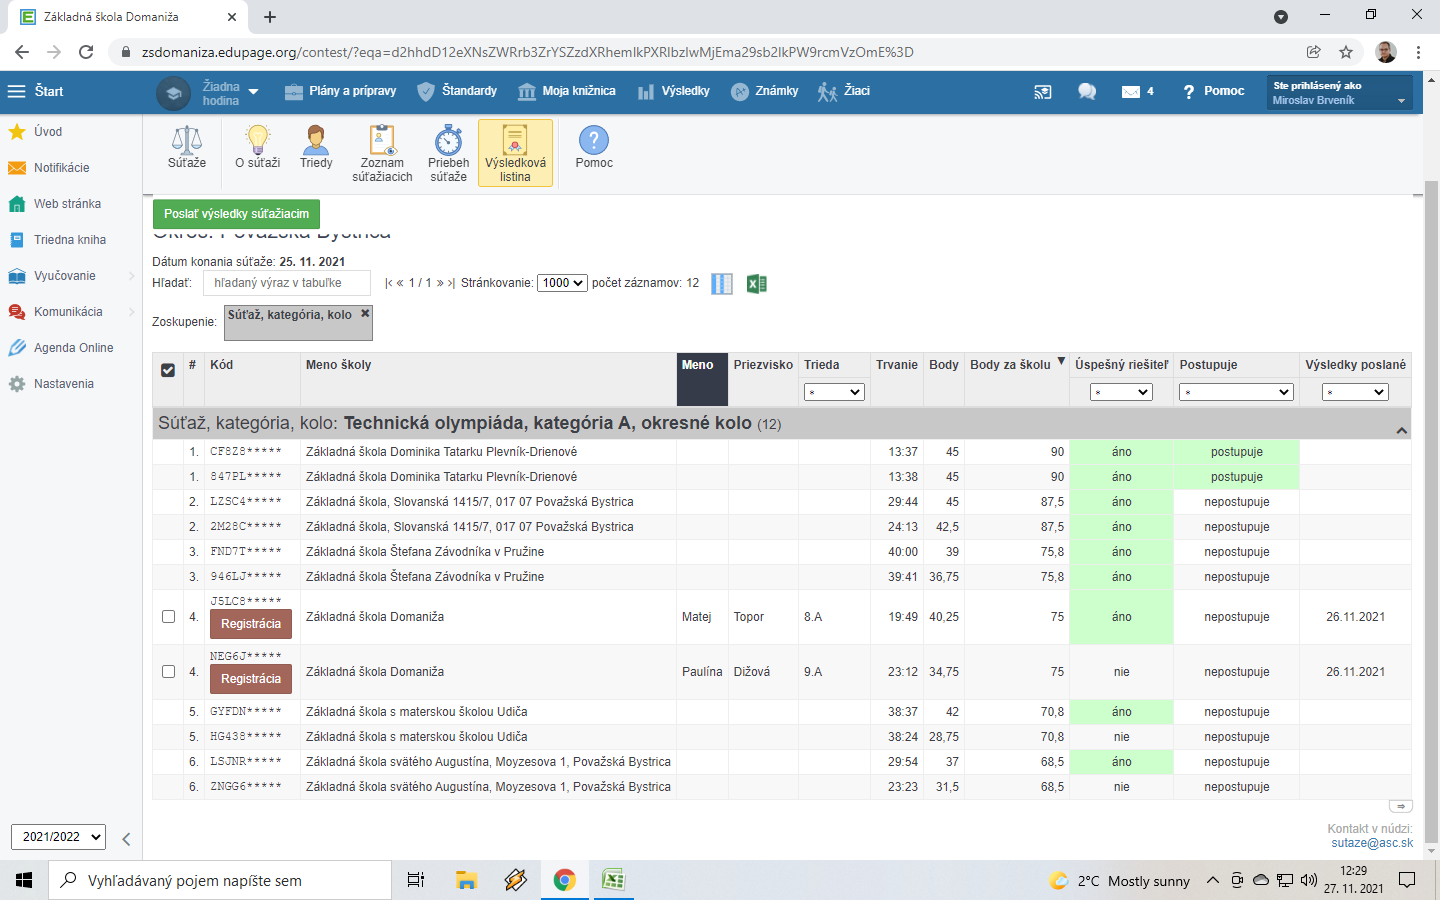 Základná škola Domaniža
zsdomaniza.edupage.org/contest/?eqa=d2hhdD12eXNsZWRrb3ZrYSZzdXRhemlkPXRlbzIwMjEma29sb2lkPW9rcmVzOmE%3D
Štart
Žiadna hodina
Plány a prípravy
Štandardy
Moja knižnica
Výsledky
Známky
Žiaci
4
? Pomoc
Ste prihlásený ako
Miroslav Brveník
Úvod
Notifikácie
Web stránka
Triedna kniha
Vyučovanie
Komunikácia
Agenda Online
Nastavenia
2021/2022
Súťaže
O súťaži
Triedy
Zoznam súťažiacich
Priebeh súťaže
Výsledková listina
Pomoc
Poslať výsledky súťažiacim
Okres: Považská Bystrica
Dátum konania súťaže: 25. 11. 2021
Hľadať: hľadaný výraz v tabuľke |< « 1 / 1 » >| Stránkovanie: 1000 počet záznamov: 12
Zoskupenie: Súťaž, kategória, kolo
# Kód Meno školy Meno Priezvisko Trieda Trvanie Body Body za školu Úspešný riešiteľ Postupuje Výsledky poslané
* * * *
Súťaž, kategória, kolo: Technická olympiáda, kategória A, okresné kolo (12)
1. CF8Z8***** Základná škola Dominika Tatarku Plevník-Drienové 13:37 45 90 áno postupuje
1. 847PL***** Základná škola Dominika Tatarku Plevník-Drienové 13:38 45 90 áno postupuje
2. LZSC4***** Základná škola, Slovanská 1415/7, 017 07 Považská Bystrica 29:44 45 87,5 áno nepostupuje
2. 2M28C***** Základná škola, Slovanská 1415/7, 017 07 Považská Bystrica 24:13 42,5 87,5 áno nepostupuje
3. FND7T***** Základná škola Štefana Závodníka v Pružine 40:00 39 75,8 áno nepostupuje
3. 946LJ***** Základná škola Štefana Závodníka v Pružine 39:41 36,75 75,8 áno nepostupuje
4. J5LC8***** Registrácia Základná škola Domaniža Matej Topor 8.A 19:49 40,25 75 áno nepostupuje 26.11.2021
4. NEG6J***** Registrácia Základná škola Domaniža Paulína Dižová 9.A 23:12 34,75 75 nie nepostupuje 26.11.2021
5. GYFDN***** Základná škola s materskou školou Udiča 38:37 42 70,8 áno nepostupuje
5. HG438***** Základná škola s materskou školou Udiča 38:24 28,75 70,8 nie nepostupuje
6. LSJNR***** Základná škola svätého Augustína, Moyzesova 1, Považská Bystrica 29:54 37 68,5 áno nepostupuje
6. ZNGG6***** Základná škola svätého Augustína, Moyzesova 1, Považská Bystrica 23:23 31,5 68,5 nie nepostupuje
Kontakt v núdzi:
sutaze@asc.sk
Vyhľadávaný pojem napíšte sem
2°C Mostly sunny
12:29
27. 11. 2021